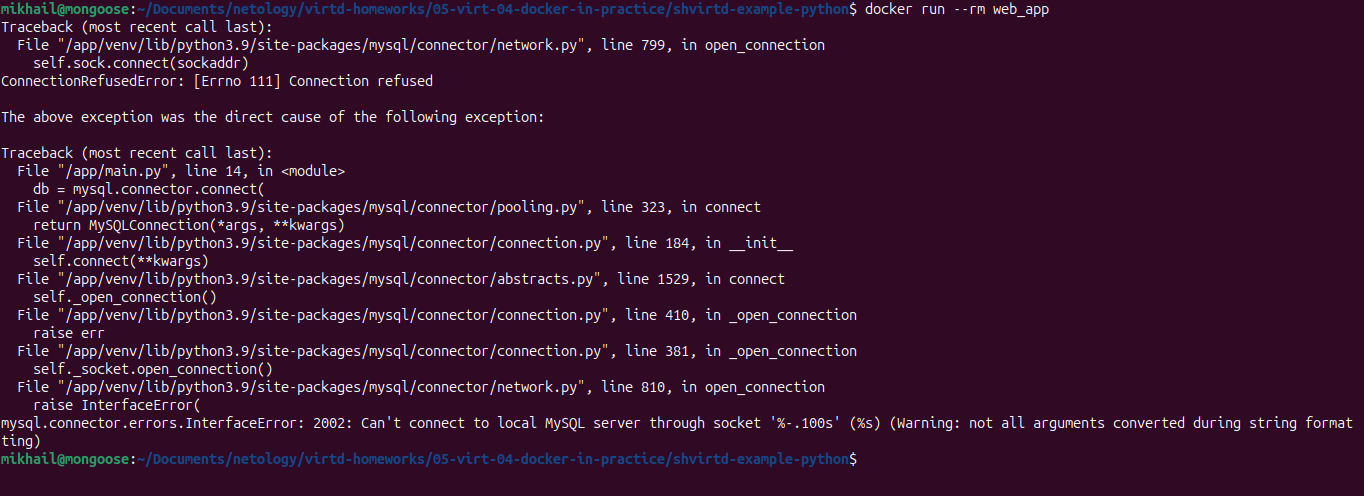 mikhail@mongoose:~/Documents/netology/virtd-homeworks/05-virt-04-docker-in-practice/shvirtd-example-python$ docker run --rm web_app
Traceback (most recent call last):
  File "/app/venv/lib/python3.9/site-packages/mysql/connector/network.py", line 799, in open_connection
    self.sock.connect(sockaddr)
ConnectionRefusedError: [Errno 111] Connection refused

The above exception was the direct cause of the following exception:

Traceback (most recent call last):
  File "/app/main.py", line 14, in <module>
    db = mysql.connector.connect(
  File "/app/venv/lib/python3.9/site-packages/mysql/connector/pooling.py", line 323, in connect
    return MySQLConnection(*args, **kwargs)
  File "/app/venv/lib/python3.9/site-packages/mysql/connector/connection.py", line 184, in __init__
    self.connect(**kwargs)
  File "/app/venv/lib/python3.9/site-packages/mysql/connector/abstracts.py", line 1529, in connect
    self._open_connection()
  File "/app/venv/lib/python3.9/site-packages/mysql/connector/connection.py", line 410, in _open_connection
    raise err
  File "/app/venv/lib/python3.9/site-packages/mysql/connector/connection.py", line 381, in _open_connection
    self._socket.open_connection()
  File "/app/venv/lib/python3.9/site-packages/mysql/connector/network.py", line 810, in open_connection
    raise InterfaceError(
mysql.connector.errors.InterfaceError: 2002: Can't connect to local MySQL server through socket '%-.100s' (%s) (Warning: not all arguments converted during string format
ting)
mikhail@mongoose:~/Documents/netology/virtd-homeworks/05-virt-04-docker-in-practice/shvirtd-example-python$